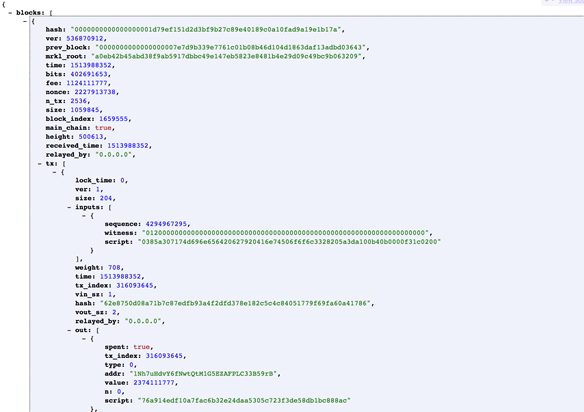 {
− blocks: [
− {
hash: "0000000000000000001d79ef151d2d3bf9b27c89e40189c0a10fad9a19e1b17a",
ver: 536870912,
prev_block: "0000000000000000007e7d9b339e7761c01b08b46d104d1863daf13adbd03643",
mrkl_root: "a0eb42b45abd38f9ab5917dbbc49e147eb5823e8481b4e29d09c49bc9b063209",
time: 1513988352,
bits: 402691653,
fee: 1124111777,
nonce: 2227913738,
n_tx: 2536,
size: 1059845,
block_index: 1659555,
main_chain: true,
height: 500613,
received_time: 1513988352,
relayed_by: "0.0.0.0",
− tx: [
− {
lock_time: 0,
ver: 1,
size: 204,
− inputs: [
− {
sequence: 4294967295,
witness: "01200000000000000000000000000000000000000000000000000000000000000000",
script: "0385a307174d696e656420627920416e74506f6f6c3328205a3da100b40b0000f31c0200"
}
],
weight: 708,
time: 1513988352,
tx_index: 316093645,
vin_sz: 1,
hash: "62e8750d08a71b7c87edfb93a4f2dfd378e182c5c4c84051779f69fa60a41786",
vout_sz: 2,
relayed_by: "0.0.0.0",
− out: [
− {
spent: true,
tx_index: 316093645,
type: 0,
addr: "1Nh7uHdvY6fNwtQtM1G5EZAFPLC33B59rB",
value: 2374111777,
n: 0,
script: "76a914edf10a7fac6b32e24daa5305c723f3de58db1bc888ac"
},